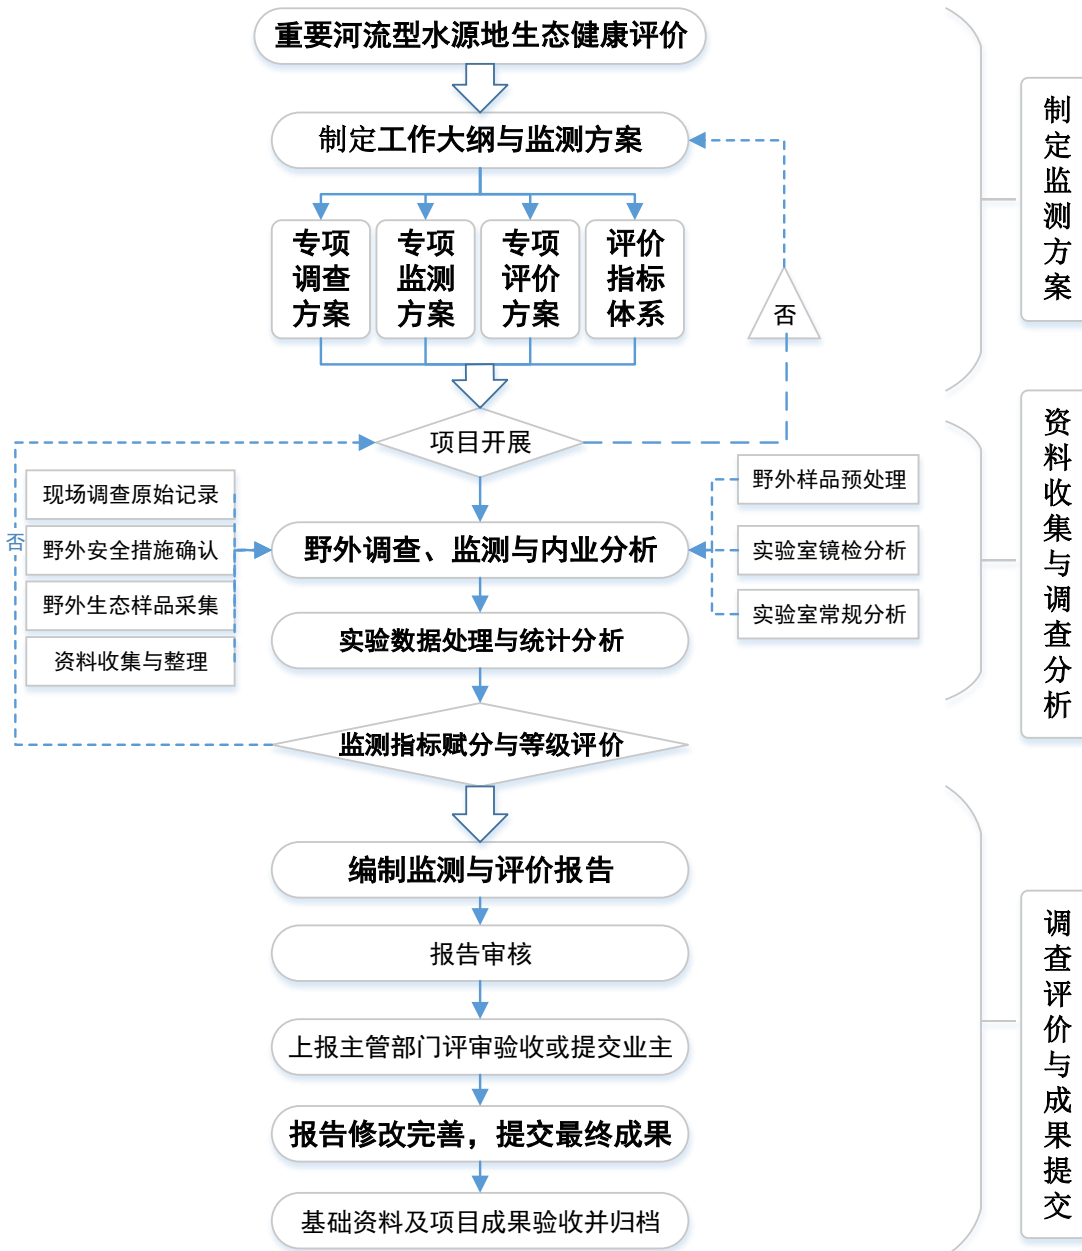 重要河流型水源地生态健康评价
制定工作大纲与监测方案
专项
调查
方案
专项
监测
方案
专项
评价
方案
评价
指标
体系
否
项目开展
现场调查原始记录
野外安全措施确认
野外生态样品采集
资料收集与整理
否
野外调查、监测与内业分析
野外样品预处理
实验室镜检分析
实验室常规分析
实验数据处理与统计分析
监测指标赋分与等级评价
编制监测与评价报告
报告审核
上报主管部门评审验收或提交业主
报告修改完善，提交最终成果
基础资料及项目成果验收并归档
制定监测方案
资料收集与调查分析
调查评价与成果提交